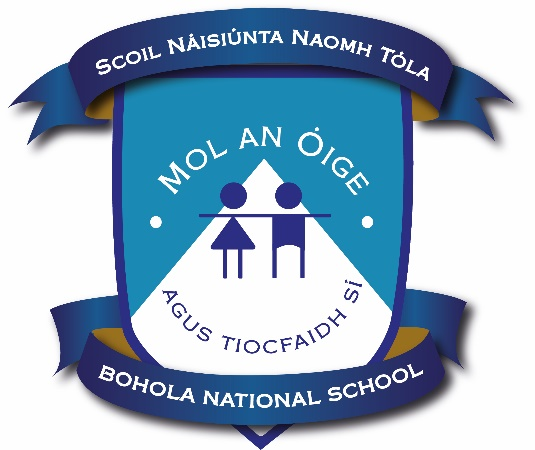 SCOIL NÁISIÚNTA NAOMH TÓLA
MOL AN ÓIGE
AGUS TIOCFAIDH SÍ
BOHOLA NATIONAL SCHOOL